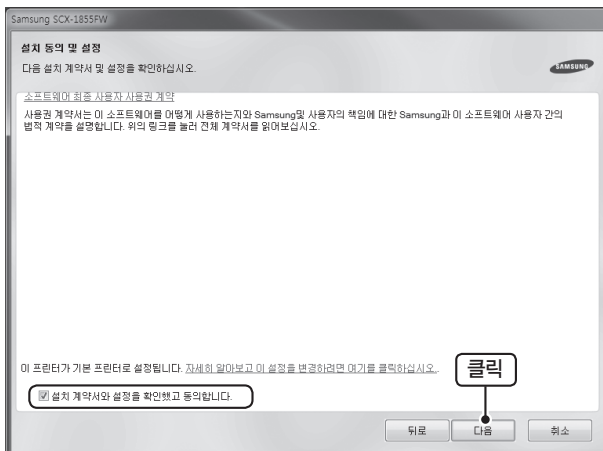 Samsung SCX-1855FW
설치 동의 및 설정
다음 설치 계약서 및 설정을 확인하십시오.
SAMSUNG
소프트웨어 최종 사용자 사용권 계약
사용권 계약서는 이 소프트웨어를 어떻게 사용하는지와 Samsung및 사용자의 책임에 대한 Samsung과 이 소프트웨어 사용자 간의
법적 계약을 설명합니다. 위의 링크를 눌러 전체 계약서를 읽어보십시오.
이 프린터가 기본 프린터로 설정됩니다. 자세히 알아보고 이 설정을 변경하려면 여기를 클릭하십시오.
클릭
설치 계약서와 설정을 확인했고 동의합니다.
뒤로 다음 취소